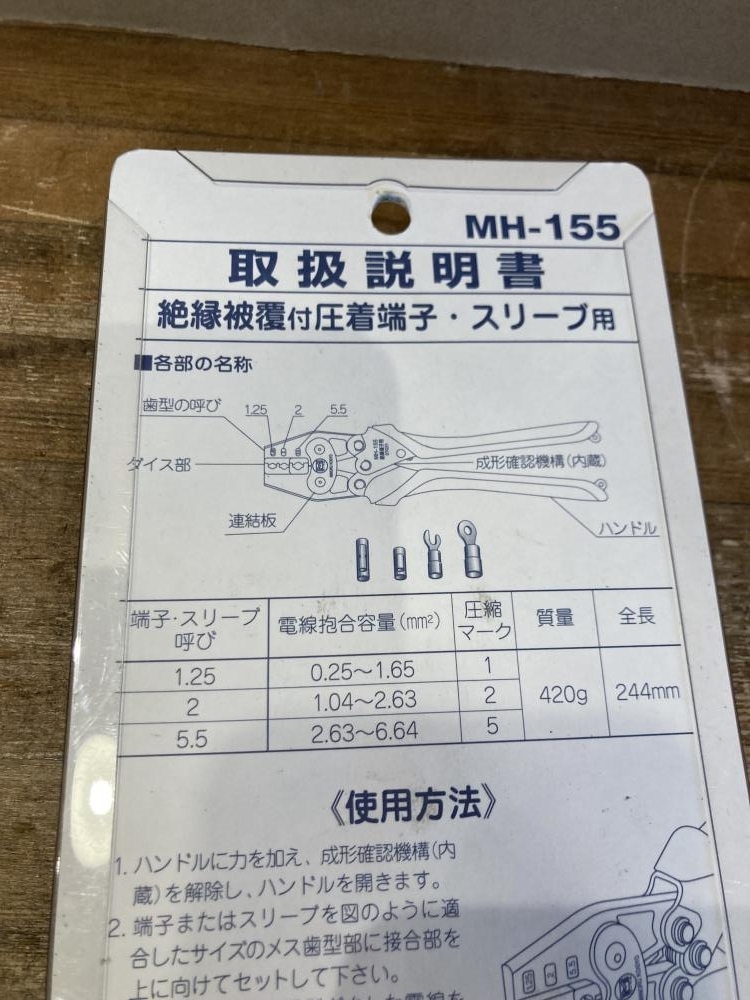 MH-155
取扱説明書
絶縁被覆付圧着端子・スリーブ用
■各部の名称
歯型の呼び
1.25 2 5.5
MH-155
ダイス部
成形確認機構(内蔵)
連結板
ハンドル
端子・スリーブ呼び 電線抱合容量(mm²) 圧縮マーク 質量 全長
1.25 0.25〜1.65 1
2 1.04〜2.63 2 420g 244mm
5.5 2.63〜6.64 5
《使用方法》
1. ハンドルに力を加え、成形確認機構(内
蔵)を解除し、ハンドルを開きます。
2. 端子またはスリーブを図のように適
合したサイズのメス歯型部に接合部を
上に向けてセットして下さい。
1.25 2 5.5